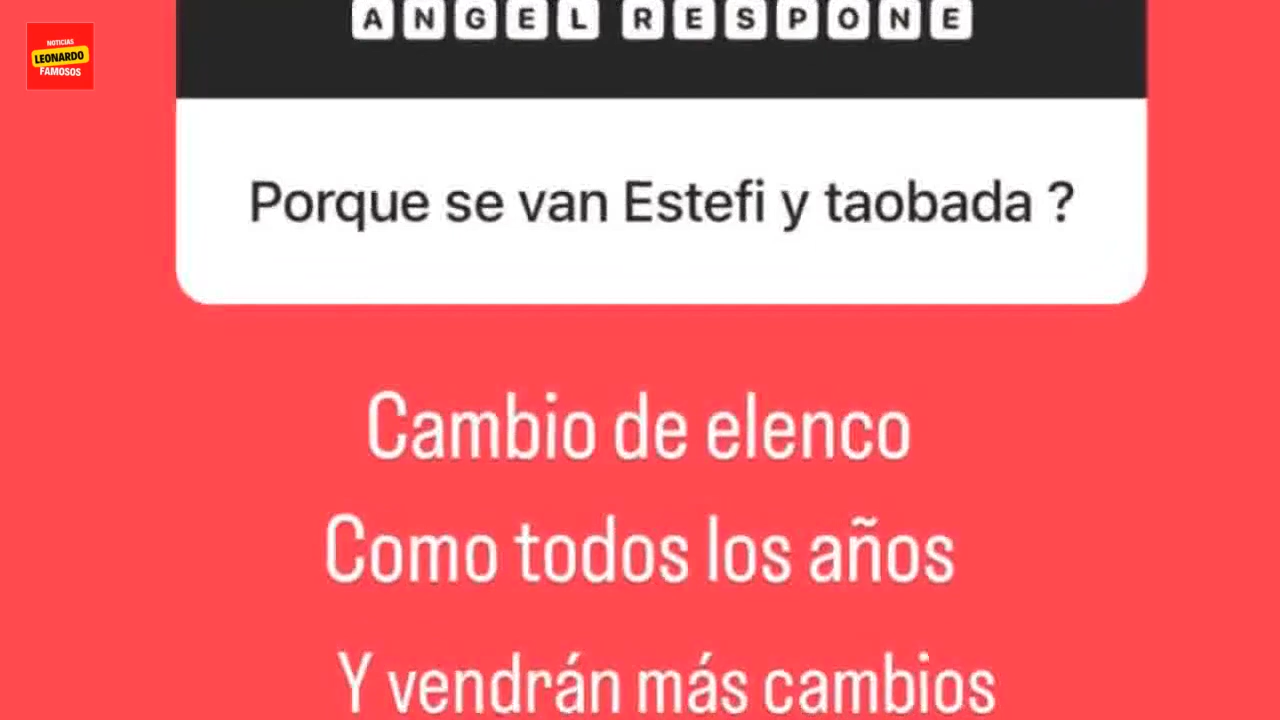 ANGEL RESPONE
NOTICIAS
LEONARDO
FAMOSOS
Porque se van Estefi y taobada ?
Cambio de elenco
Como todos los años
Y vendrán más cambios